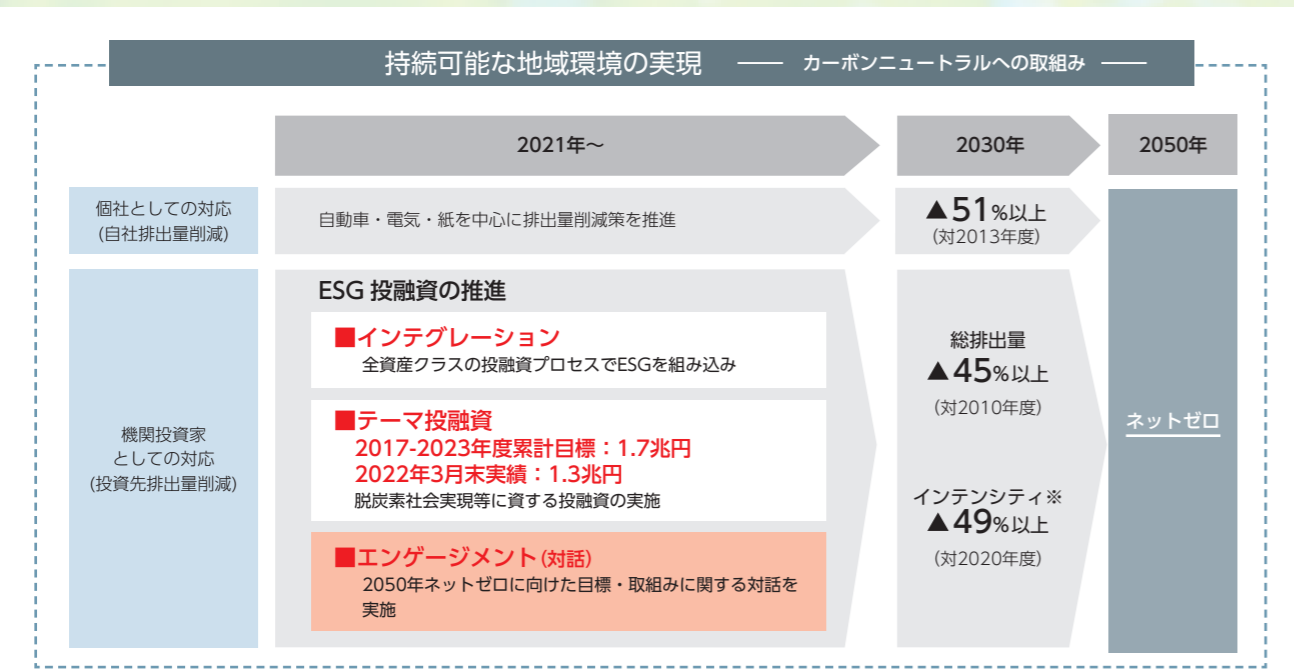 持続可能な地域環境の実現 ―― カーボンニュートラルへの取組み ――
2021年~
2030年
2050年
個社としての対応
(自社排出量削減)
自動車・電気・紙を中心に排出量削減策を推進
▲51%以上
(対2013年度)
機関投資家
としての対応
(投資先排出量削減)
ESG 投融資の推進
■インテグレーション
全資産クラスの投融資プロセスでESGを組み込み
■テーマ投融資
2017-2023年度累計目標:1.7兆円
2022年3月末実績:1.3兆円
脱炭素社会実現等に資する投融資の実施
■エンゲージメント(対話)
2050年ネットゼロに向けた目標・取組みに関する対話を
実施
総排出量
▲45%以上
(対2010年度)
インテンシティ※
▲49%以上
(対2020年度)
ネットゼロ